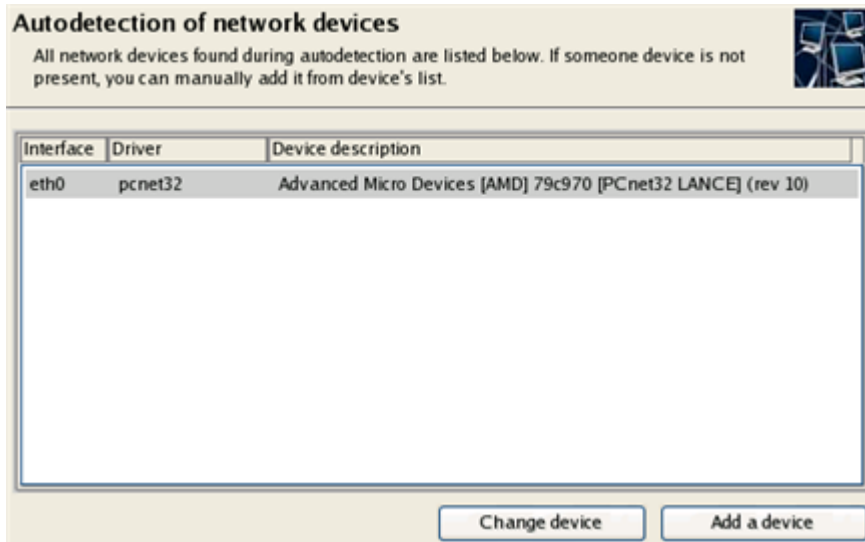 Autodetection of network devices
All network devices found during autodetection are listed below. If someone device is not
present, you can manually add it from device's list.
Interface Driver Device description
eth0 pcnet32 Advanced Micro Devices [AMD] 79c970 [PCnet32 LANCE] (rev 10)
Change device Add a device